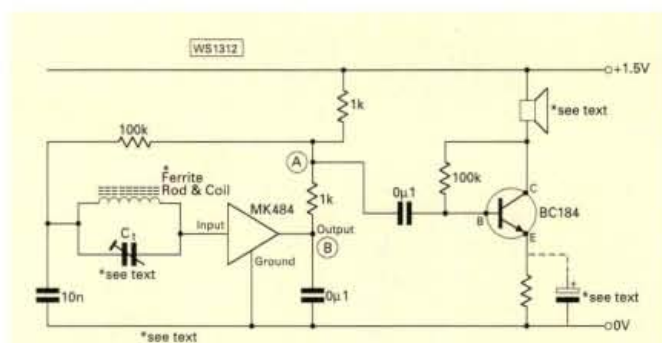 WS1312
+1.5V
1k
*see text
100k
A
100k
*
Ferrite
Rod & Coil
1k
MK484
0µ1
C
BC184
B
Input
Output
B
E
C1
Ground
*see text
*see text
10n
0µ1
*see text
0V